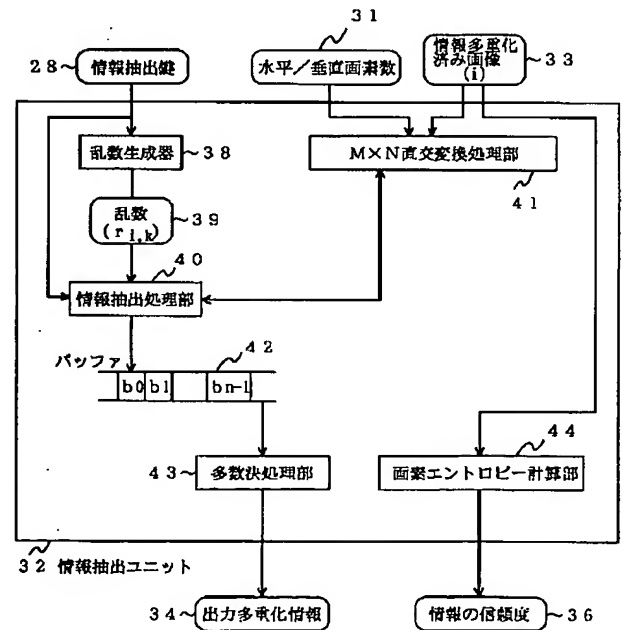 31
28
情報抽出鍵
水平/垂直画素数
情報多重化
済み画像
(i)
33
乱数生成器
38
M×N直交変換処理部
41
乱数
(r i,k)
39
40
情報抽出処理部
バッファ
42
b0
b1
bn-1
43
多数決処理部
44
画素エントロピー計算部
32 情報抽出ユニット
34
出力多重化情報
情報の信頼度
36